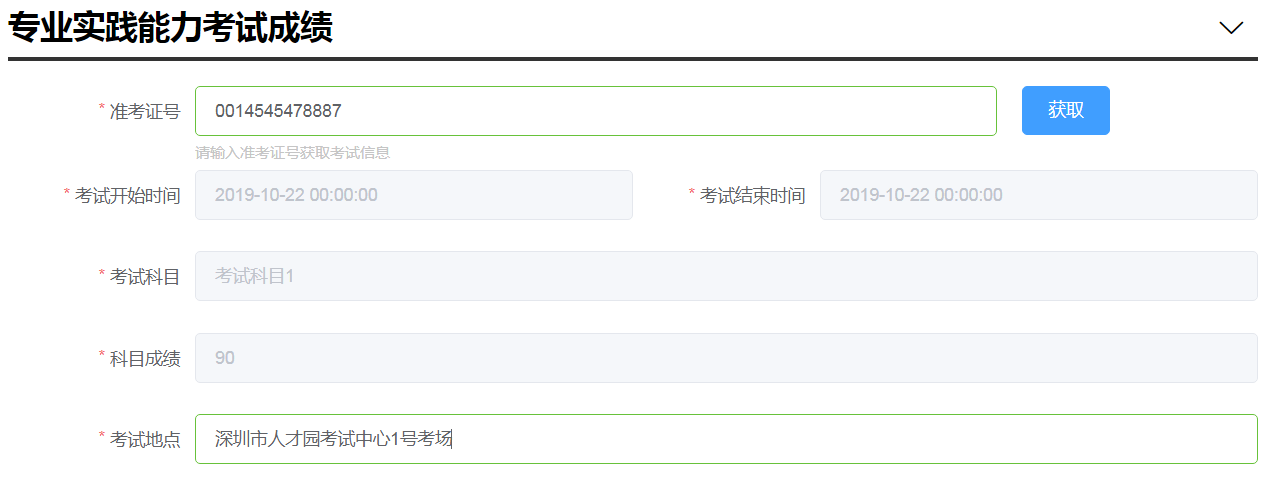 专业实践能力考试成绩
* 准考证号 0014545478887 获取
请输入准考证号获取考试信息
* 考试开始时间 2019-10-22 00:00:00 * 考试结束时间 2019-10-22 00:00:00
* 考试科目 考试科目1
* 科目成绩 90
* 考试地点 深圳市人才园考试中心1号考场